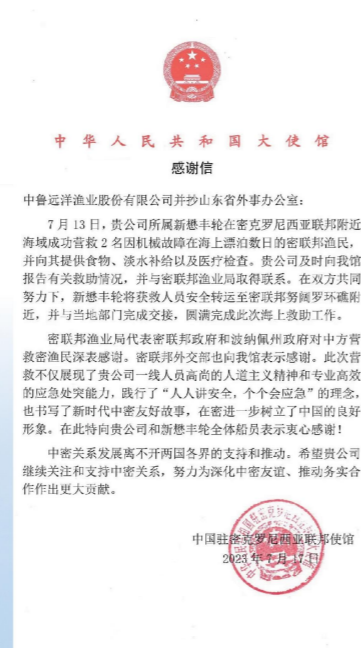 中华人民共和国大使馆
感谢信
中鲁远洋渔业股份有限公司并抄山东省外事办公室：
7月13日，贵公司所属新懋丰轮在密克罗尼西亚联邦附近
海域成功营救2名因机械故障在海上漂泊数日的密联邦渔民，
并向其提供食物、淡水补给以及医疗检查。贵公司及时向我馆
报告有关救助情况，并与密联邦渔业局取得联系。在双方共同
努力下，新懋丰轮将获救人员安全转运至密联邦努阔罗环礁附
近，并与当地部门完成交接，圆满完成此次海上救助工作。
密联邦渔业局代表密联邦政府和波纳佩州政府对中方营
救密渔民深表感谢。密联邦外交部也向我馆表示感谢。此次营
救不仅展现了贵公司一线人员高尚的人道主义精神和专业高效
的应急处突能力，践行了“人人讲安全，个个会应急”的理念，
也书写了新时代中密友好故事，在密进一步树立了中国的良好
形象。在此特向贵公司和新懋丰轮全体船员表示衷心感谢！
中密关系发展离不开两国各界的支持和推动。希望贵公司
继续关注和支持中密关系，努力为深化中密友谊、推动务实合
作作出更大贡献。
中国驻密克罗尼西亚联邦使馆
2023年7月17日